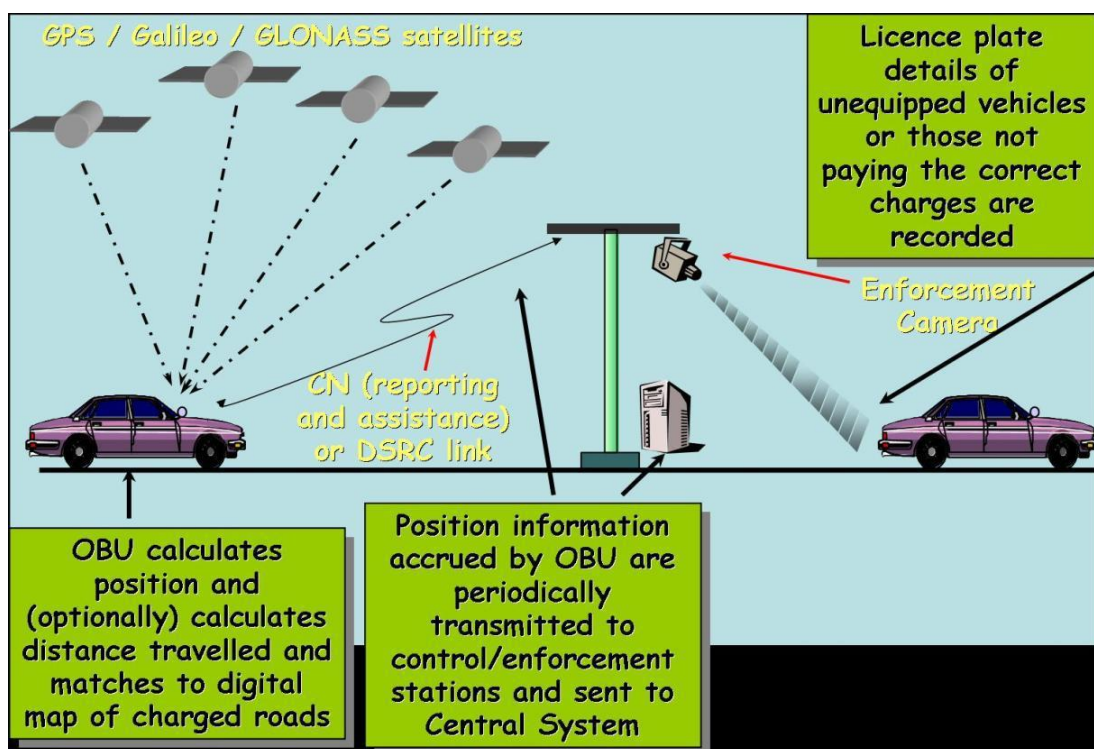 GPS / Galileo / GLONASS satellites
Licence plate
details of
unequipped vehicles
or those not
paying the correct
charges are
recorded
Enforcement
Camera
CN (reporting
and assistance)
or DSRC link
OBU calculates
position and
(optionally) calculates
distance travelled and
matches to digital
map of charged roads
Position information
accrued by OBU are
periodically
transmitted to
control/enforcement
stations and sent to
Central System